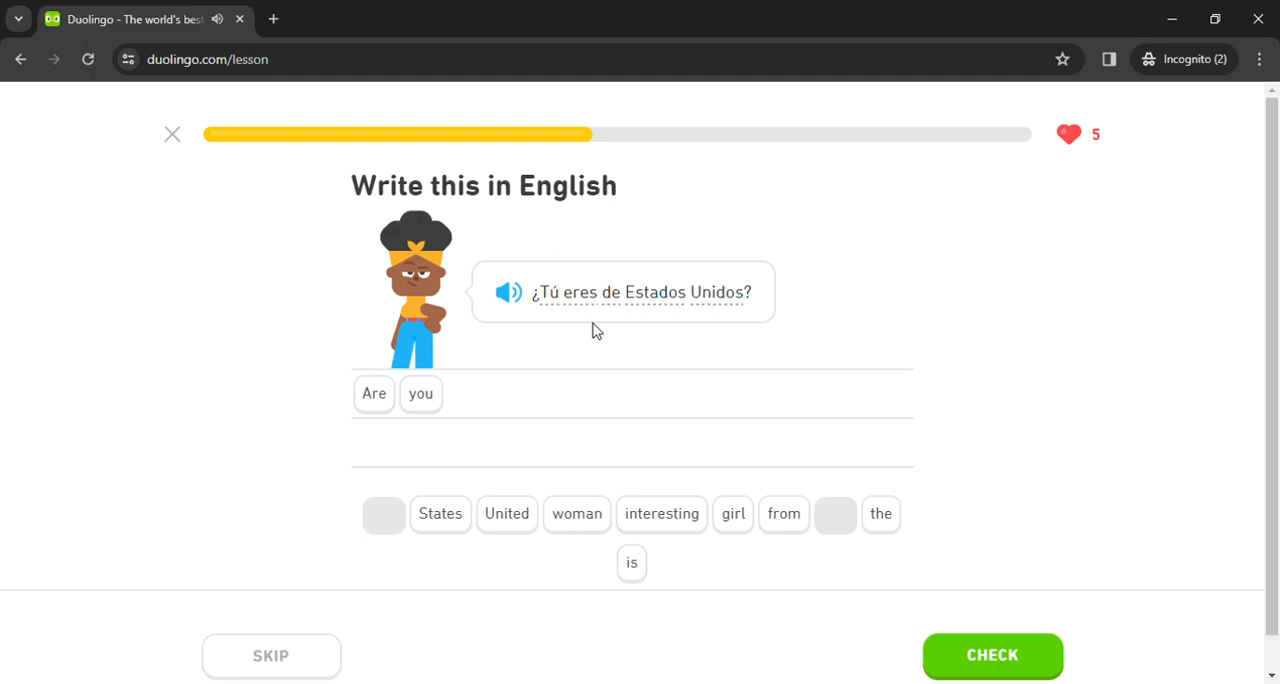 Duolingo - The world's best
duolingo.com/lesson
Incognito (2)
5
Write this in English
¿Tú eres de Estados Unidos?
Are you
States United woman interesting girl from the
is
SKIP
CHECK